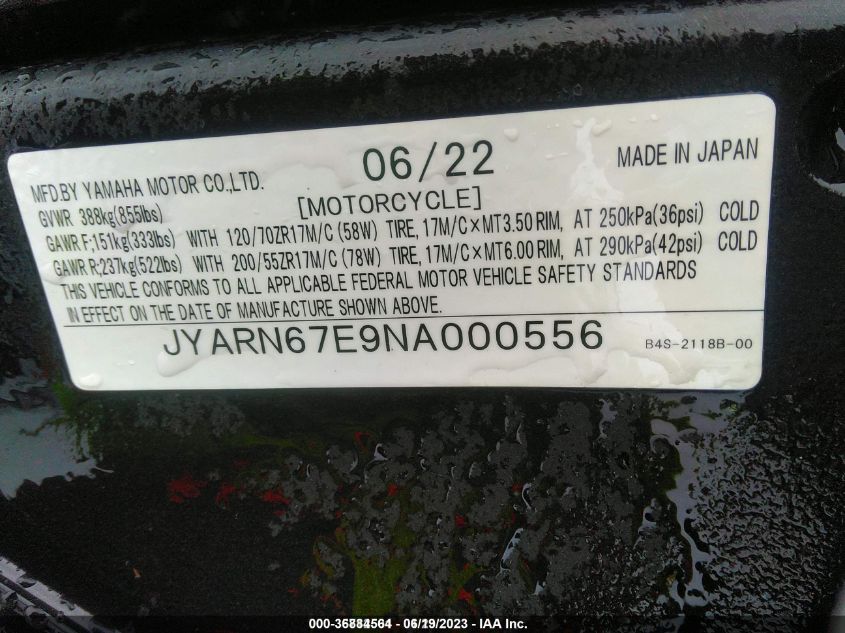 06/22
MADE IN JAPAN
MFD.BY YAMAHA MOTOR CO.,LTD.
GVWR 388kg(855lbs)
[MOTORCYCLE]
GAWR F;151kg(333lbs) WITH 120/70ZR17M/C (58W) TIRE, 17M/C×MT3.50 RIM, AT 250kPa(36psi) COLD
GAWR R;237kg(522lbs) WITH 200/55ZR17M/C (78W) TIRE, 17M/C×MT6.00 RIM, AT 290kPa(42psi) COLD
THIS VEHICLE CONFORMS TO ALL APPLICABLE FEDERAL MOTOR VEHICLE SAFETY STANDARDS
IN EFFECT ON THE DATE OF MANUFACTURE SHOWN ABOVE.
JYARN67E9NA000556
B4S-2118B-00
06/19/2023 - IAA Inc.